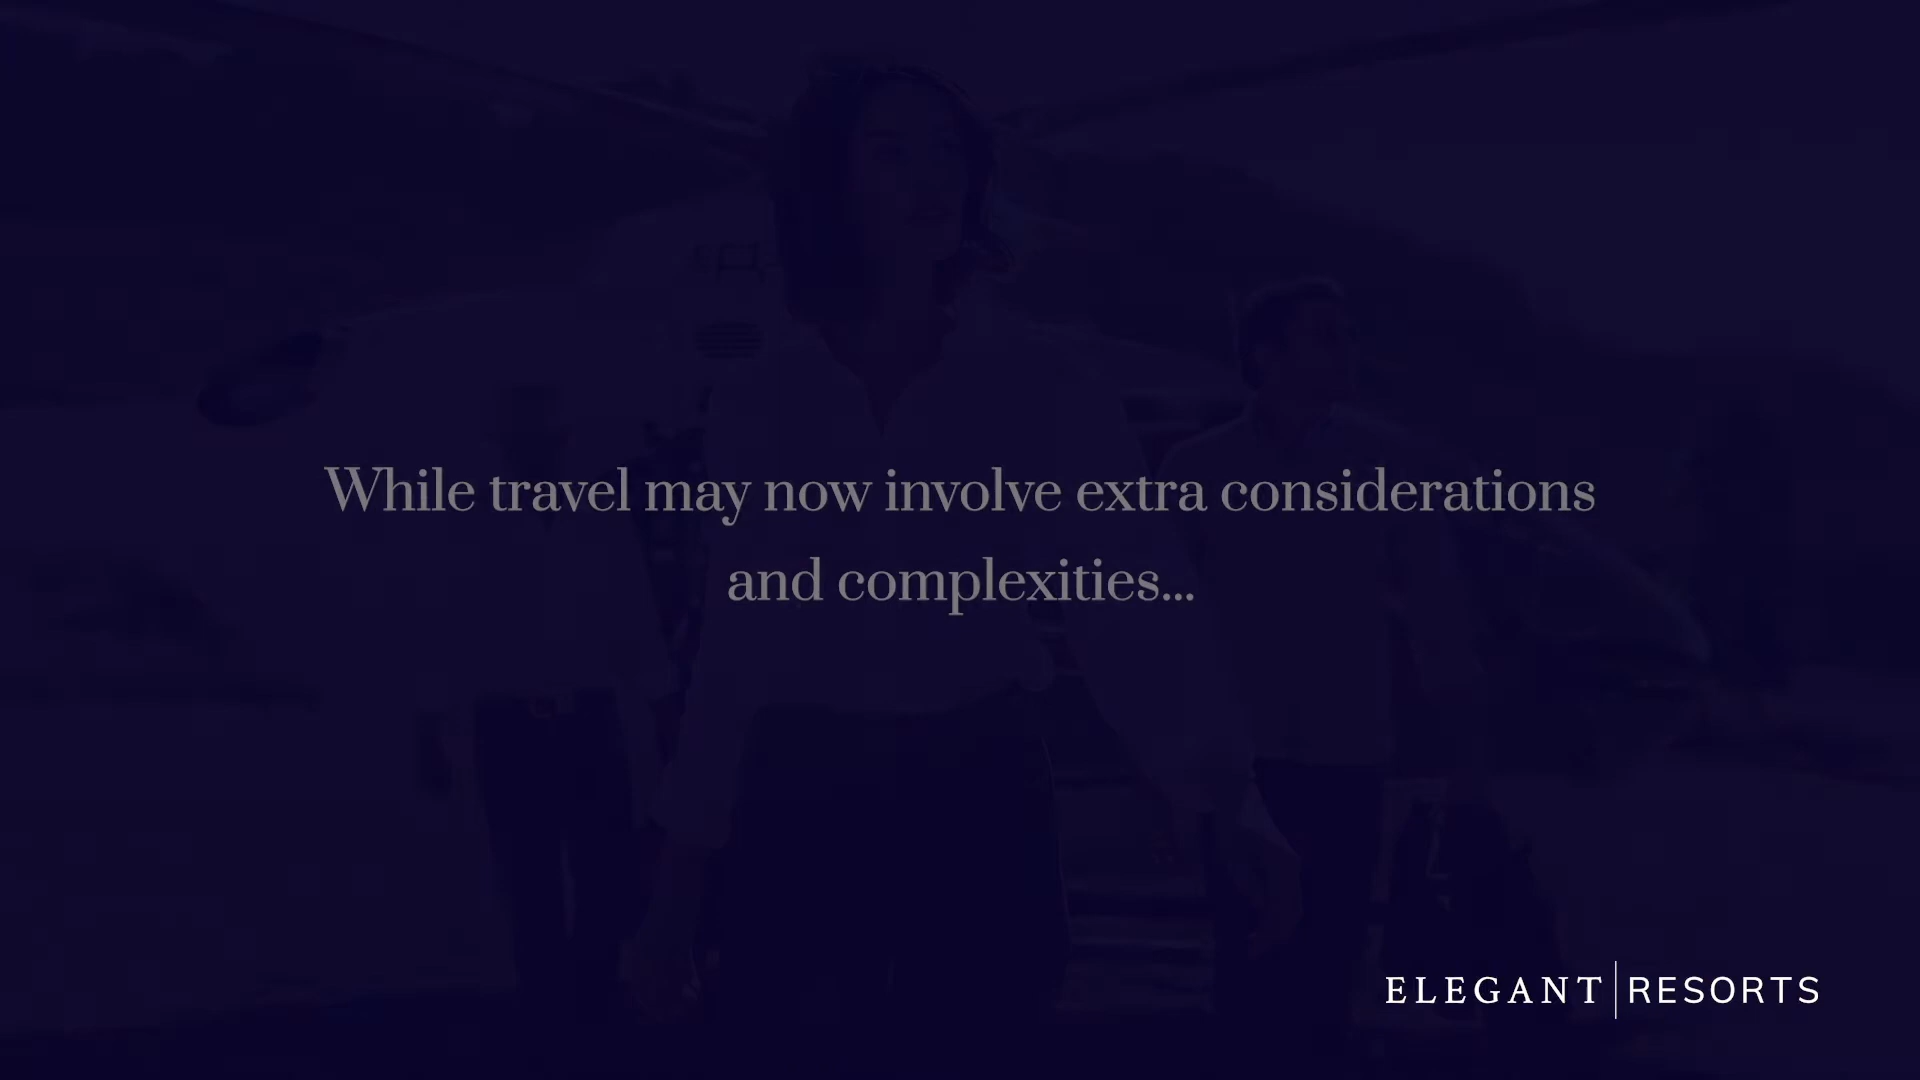 While travel may now involve extra considerations
and complexities...
ELEGANT RESORTS